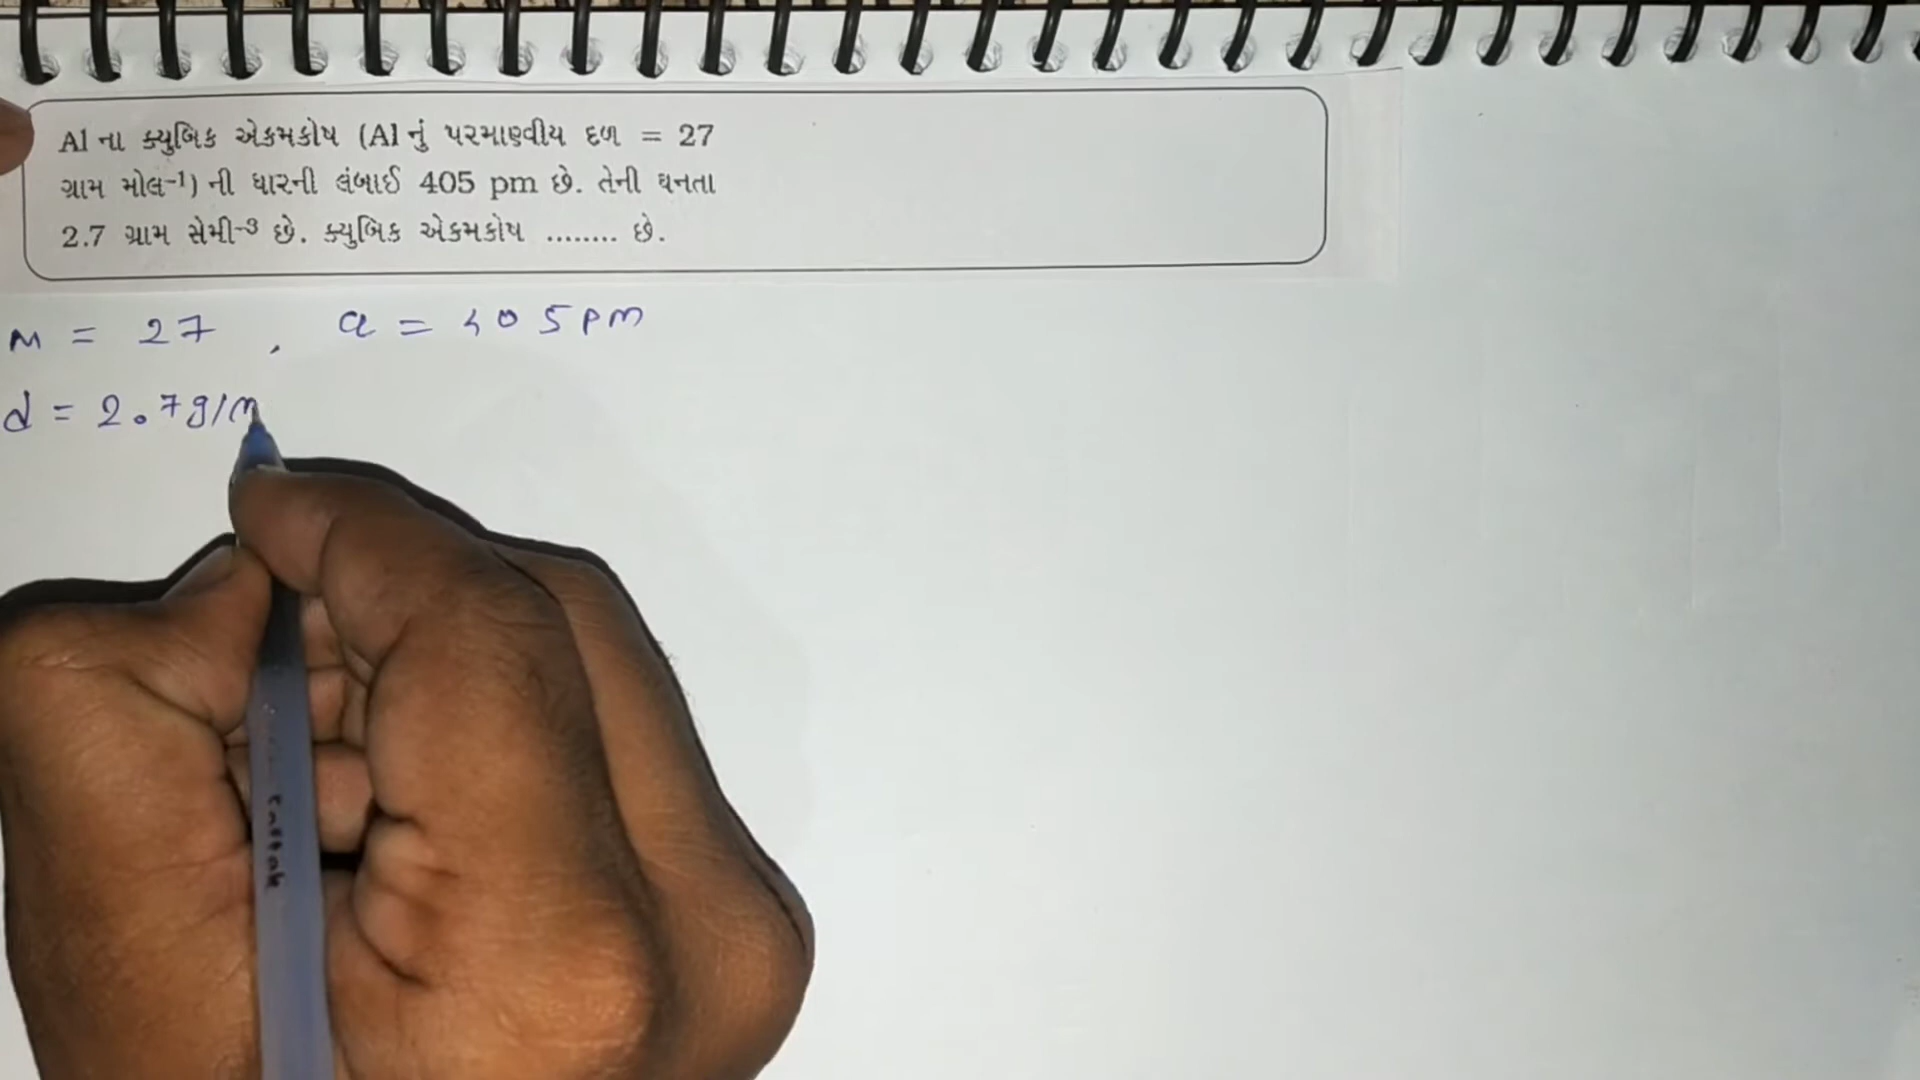 Al ના ક્યુબિક એકમકોષ (Al નું પરમાણ્વીય દળ = 27
ગ્રામ મોલ⁻¹) ની ધારની લંબાઈ 405 pm છે. તેની ઘનતા
2.7 ગ્રામ સેમી⁻³ છે. ક્યુબિક એકમકોષ ........ છે.
M = 27 , a = 405 pm
d = 2.7 g/